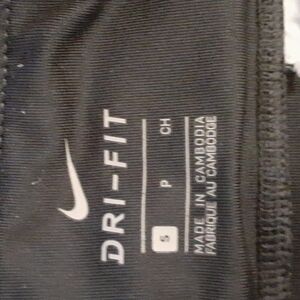 DRI-FIT
S P CH
MADE IN CAMBODIA
FABRIQUÉ AU CAMBODGE